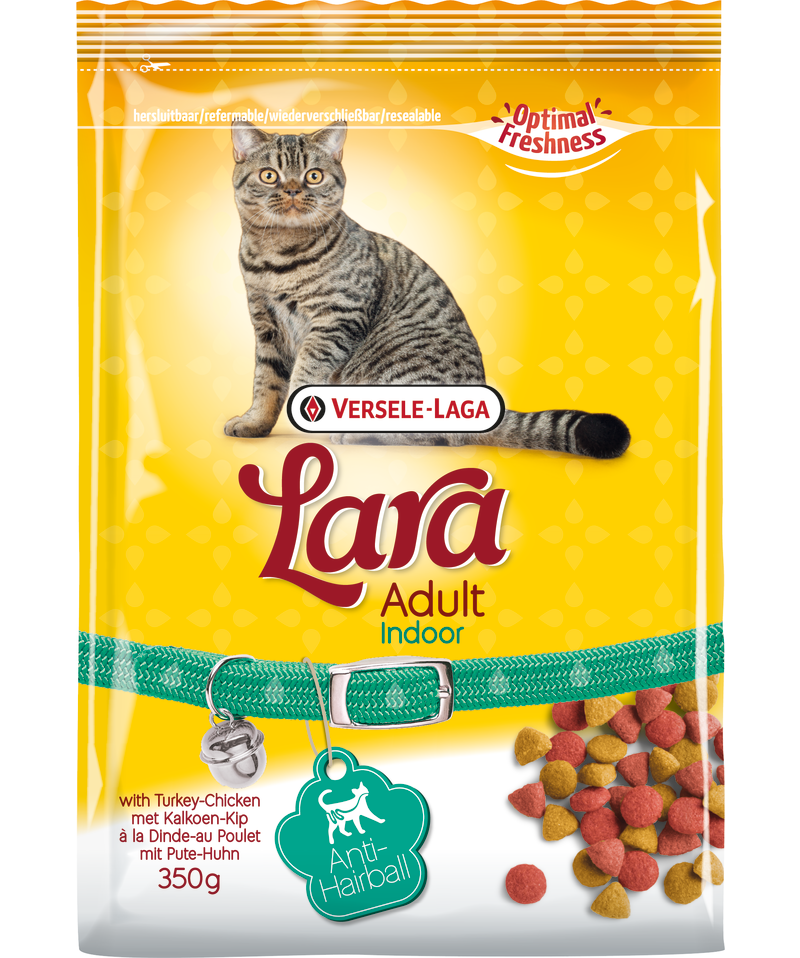 hersluitbaar/refermable/wiederverschließbar/resealable
Optimal
Freshness
VERSELE-LAGA
Lara
Adult
Indoor
with Turkey-Chicken
met Kalkoen-Kip
à la Dinde-au Poulet
mit Pute-Huhn
350g
Anti-
Hairball